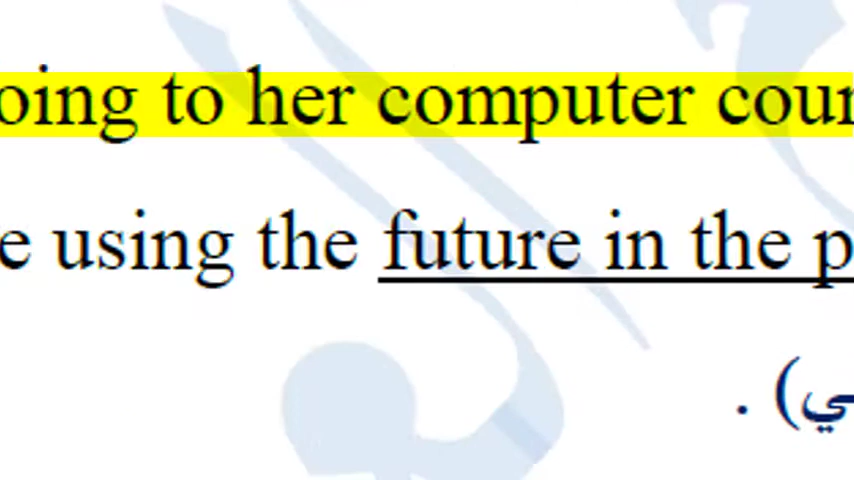 oing to her computer cour
e using the future in the p
ي) .